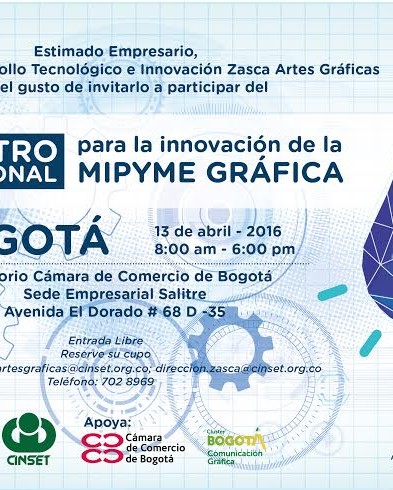 Estimado Empresario,
ollo Tecnológico e Innovación Zasca Artes Gráficas
el gusto de invitarlo a participar del
TRO
ONAL
para la innovación de la
MIPYME GRÁFICA
GOTÁ
13 de abril - 2016
8:00 am - 6:00 pm
orio Cámara de Comercio de Bogotá
Sede Empresarial Salitre
Avenida El Dorado # 68 D -35
Entrada Libre
Reserve su cupo
artesgraficas@cinset.org.co; direccion.zasca@cinset.org.co
Teléfono: 702 8969
Apoya:
CINSET
Cámara
de Comercio
de Bogotá
Cluster
BOGOTÁ
Comunicación
Gráfica